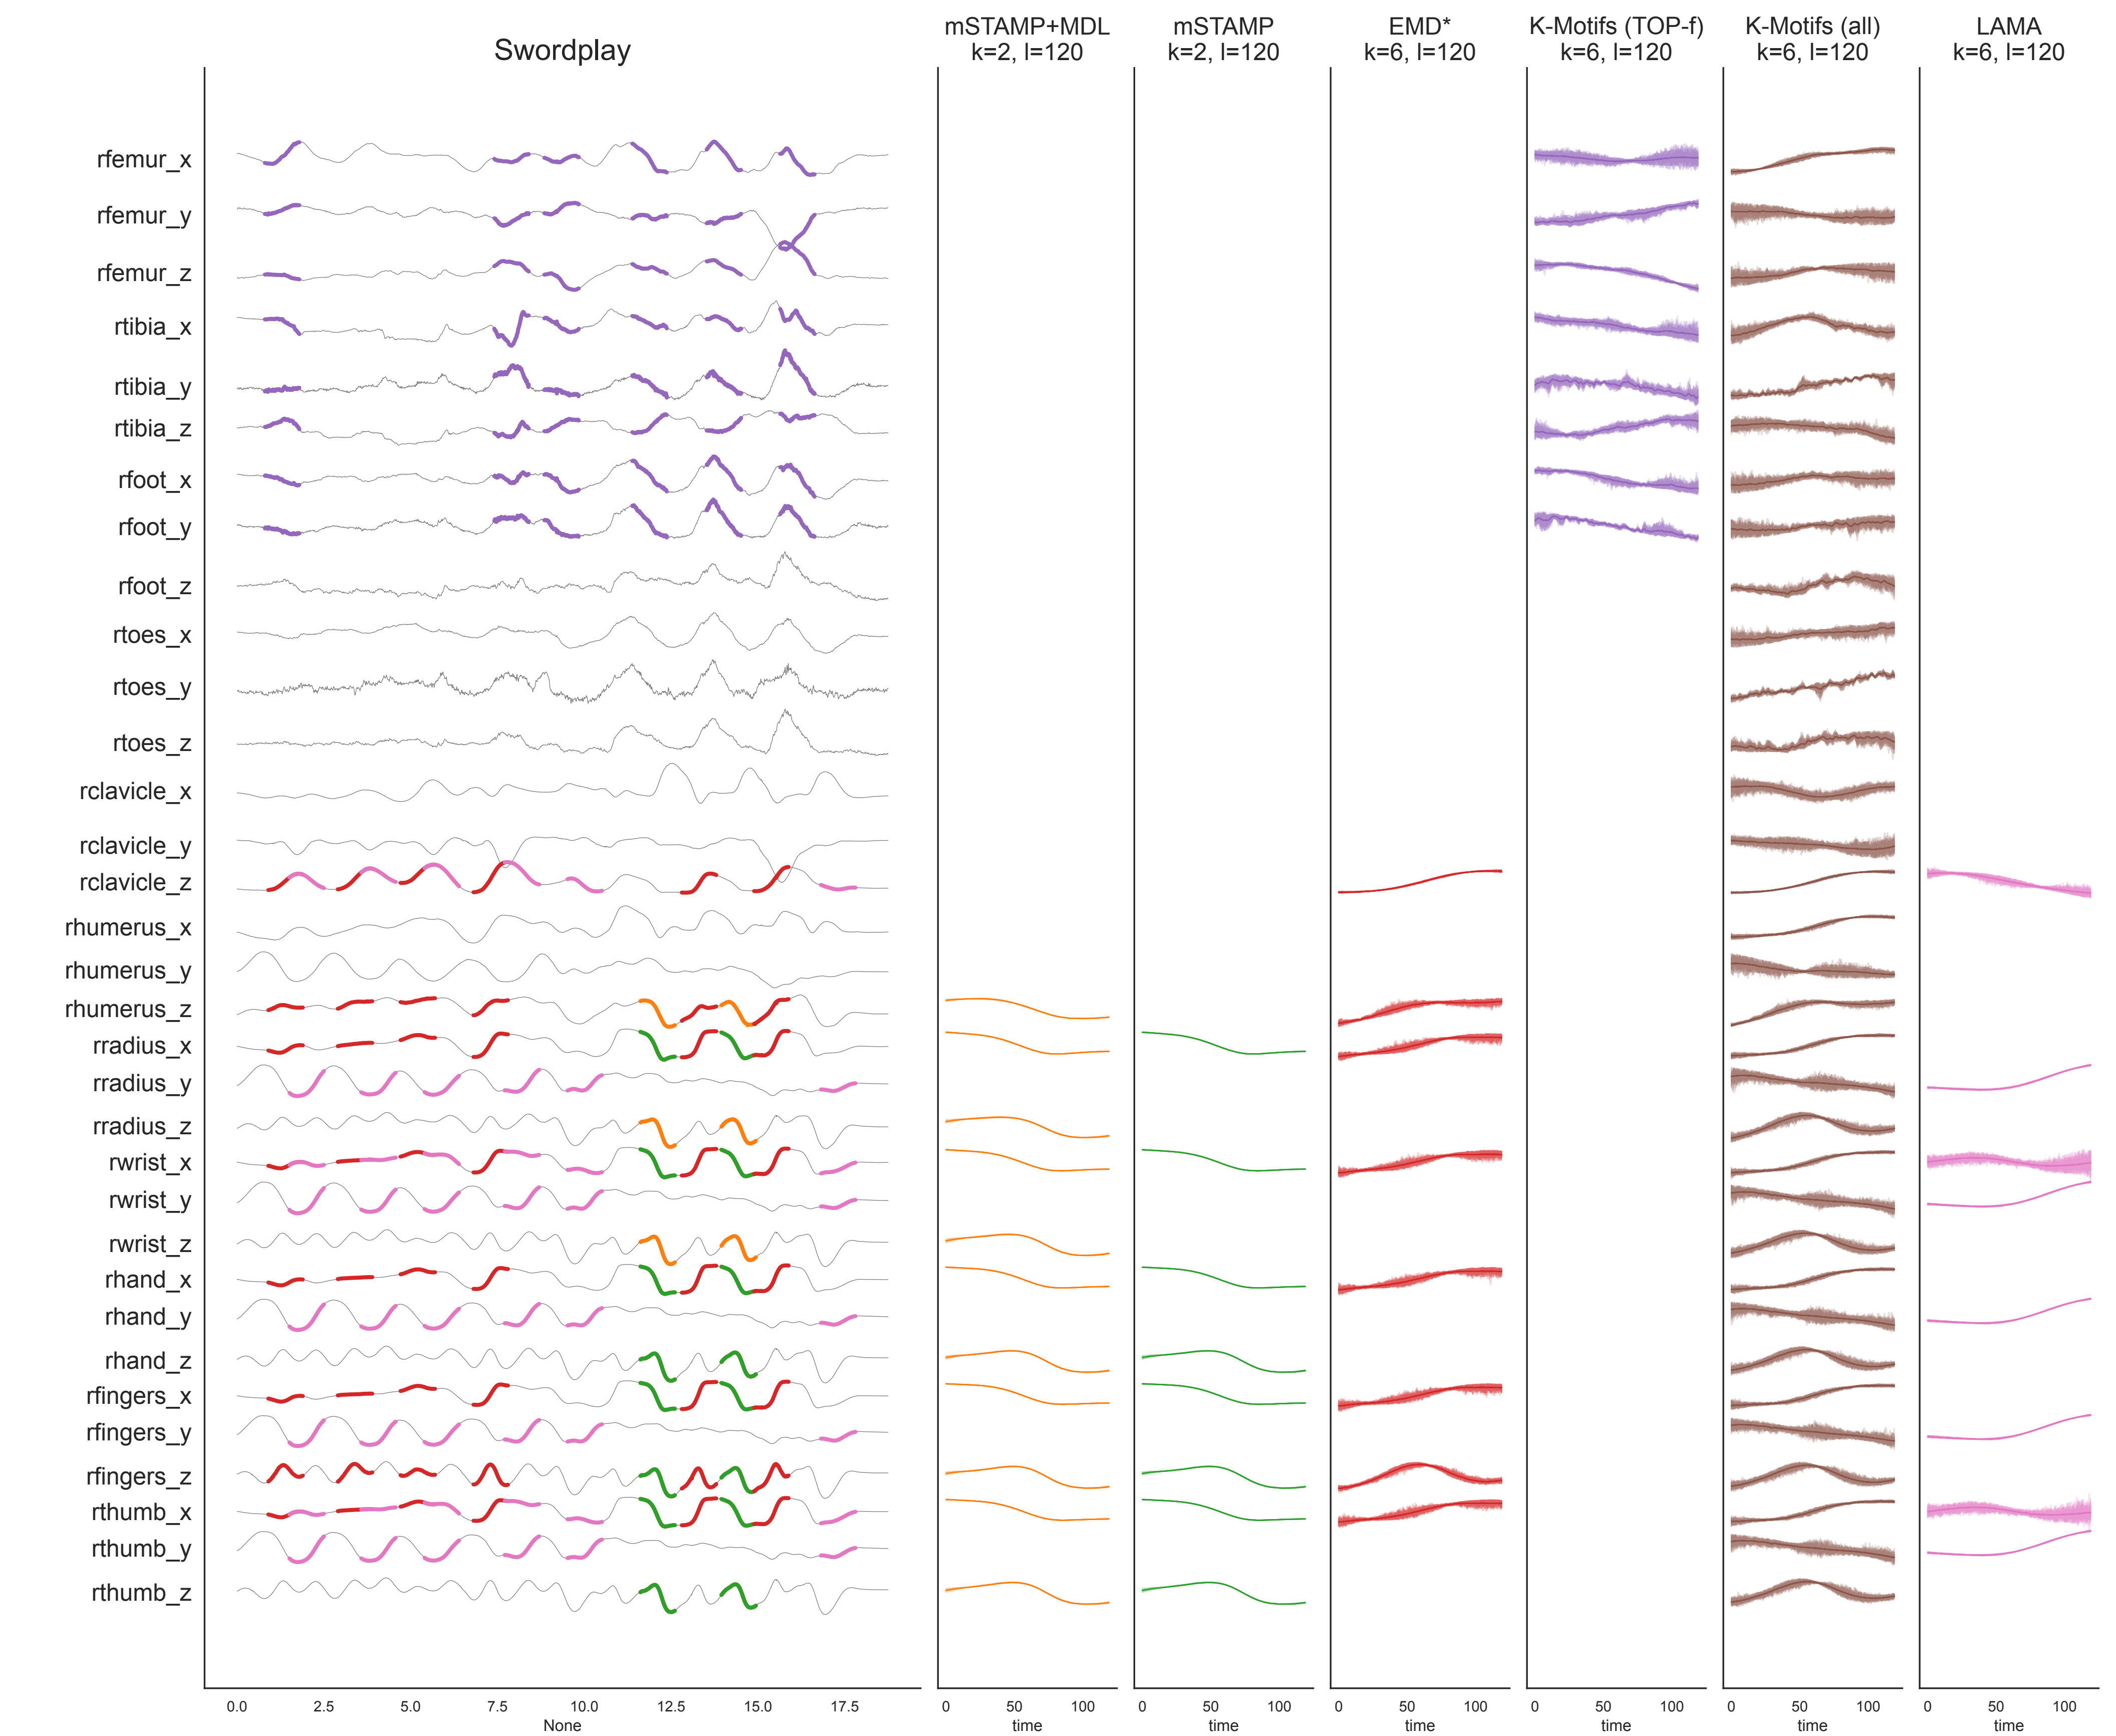 Swordplay
mSTAMP+MDL
k=2, l=120
mSTAMP
k=2, l=120
EMD*
k=6, l=120
K-Motifs (TOP-f)
k=6, l=120
K-Motifs (all)
k=6, l=120
LAMA
k=6, l=120
rfemur_x
rfemur_y
rfemur_z
rtibia_x
rtibia_y
rtibia_z
rfoot_x
rfoot_y
rfoot_z
rtoes_x
rtoes_y
rtoes_z
rclavicle_x
rclavicle_y
rclavicle_z
rhumerus_x
rhumerus_y
rhumerus_z
rradius_x
rradius_y
rradius_z
rwrist_x
rwrist_y
rwrist_z
rhand_x
rhand_y
rhand_z
rfingers_x
rfingers_y
rfingers_z
rthumb_x
rthumb_y
rthumb_z
0.0 2.5 5.0 7.5 10.0 12.5 15.0 17.5
None
0 50 100
time
0 50 100
time
0 50 100
time
0 50 100
time
0 50 100
time
0 50 100
time